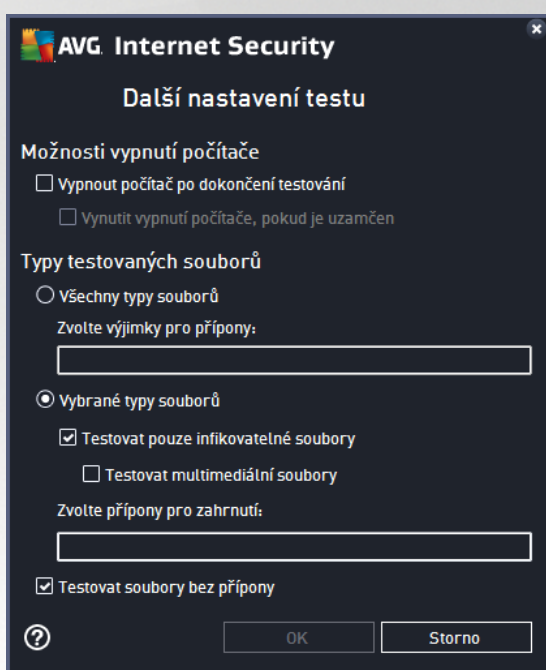 AVG. Internet Security
Další nastavení testu
Možnosti vypnutí počítače
Vypnout počítač po dokončení testování
Vynutit vypnutí počítače, pokud je uzamčen
Typy testovaných souborů
Všechny typy souborů
Zvolte výjimky pro přípony:
Vybrané typy souborů
Testovat pouze infikovatelné soubory
Testovat multimediální soubory
Zvolte přípony pro zahrnutí:
Testovat soubory bez přípony
OK
Storno